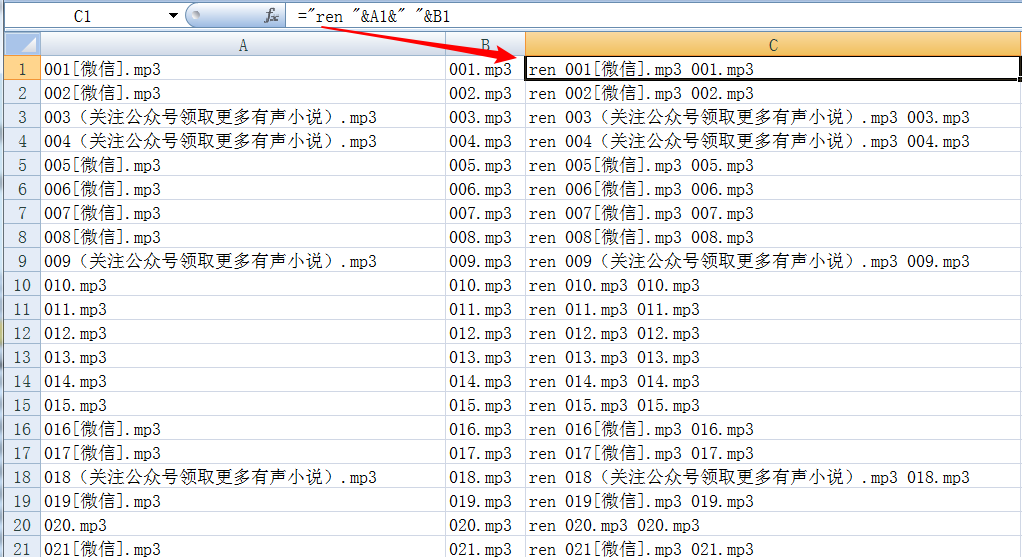 C1 ="ren "&A1&" "&B1
A B C
1 001[微信].mp3 001.mp3 ren 001[微信].mp3 001.mp3
2 002[微信].mp3 002.mp3 ren 002[微信].mp3 002.mp3
3 003（关注公众号领取更多有声小说）.mp3 003.mp3 ren 003（关注公众号领取更多有声小说）.mp3 003.mp3
4 004（关注公众号领取更多有声小说）.mp3 004.mp3 ren 004（关注公众号领取更多有声小说）.mp3 004.mp3
5 005[微信].mp3 005.mp3 ren 005[微信].mp3 005.mp3
6 006[微信].mp3 006.mp3 ren 006[微信].mp3 006.mp3
7 007[微信].mp3 007.mp3 ren 007[微信].mp3 007.mp3
8 008[微信].mp3 008.mp3 ren 008[微信].mp3 008.mp3
9 009（关注公众号领取更多有声小说）.mp3 009.mp3 ren 009（关注公众号领取更多有声小说）.mp3 009.mp3
10 010.mp3 010.mp3 ren 010.mp3 010.mp3
11 011.mp3 011.mp3 ren 011.mp3 011.mp3
12 012.mp3 012.mp3 ren 012.mp3 012.mp3
13 013.mp3 013.mp3 ren 013.mp3 013.mp3
14 014.mp3 014.mp3 ren 014.mp3 014.mp3
15 015.mp3 015.mp3 ren 015.mp3 015.mp3
16 016[微信].mp3 016.mp3 ren 016[微信].mp3 016.mp3
17 017[微信].mp3 017.mp3 ren 017[微信].mp3 017.mp3
18 018（关注公众号领取更多有声小说）.mp3 018.mp3 ren 018（关注公众号领取更多有声小说）.mp3 018.mp3
19 019[微信].mp3 019.mp3 ren 019[微信].mp3 019.mp3
20 020.mp3 020.mp3 ren 020.mp3 020.mp3
21 021[微信].mp3 021.mp3 ren 021[微信].mp3 021.mp3